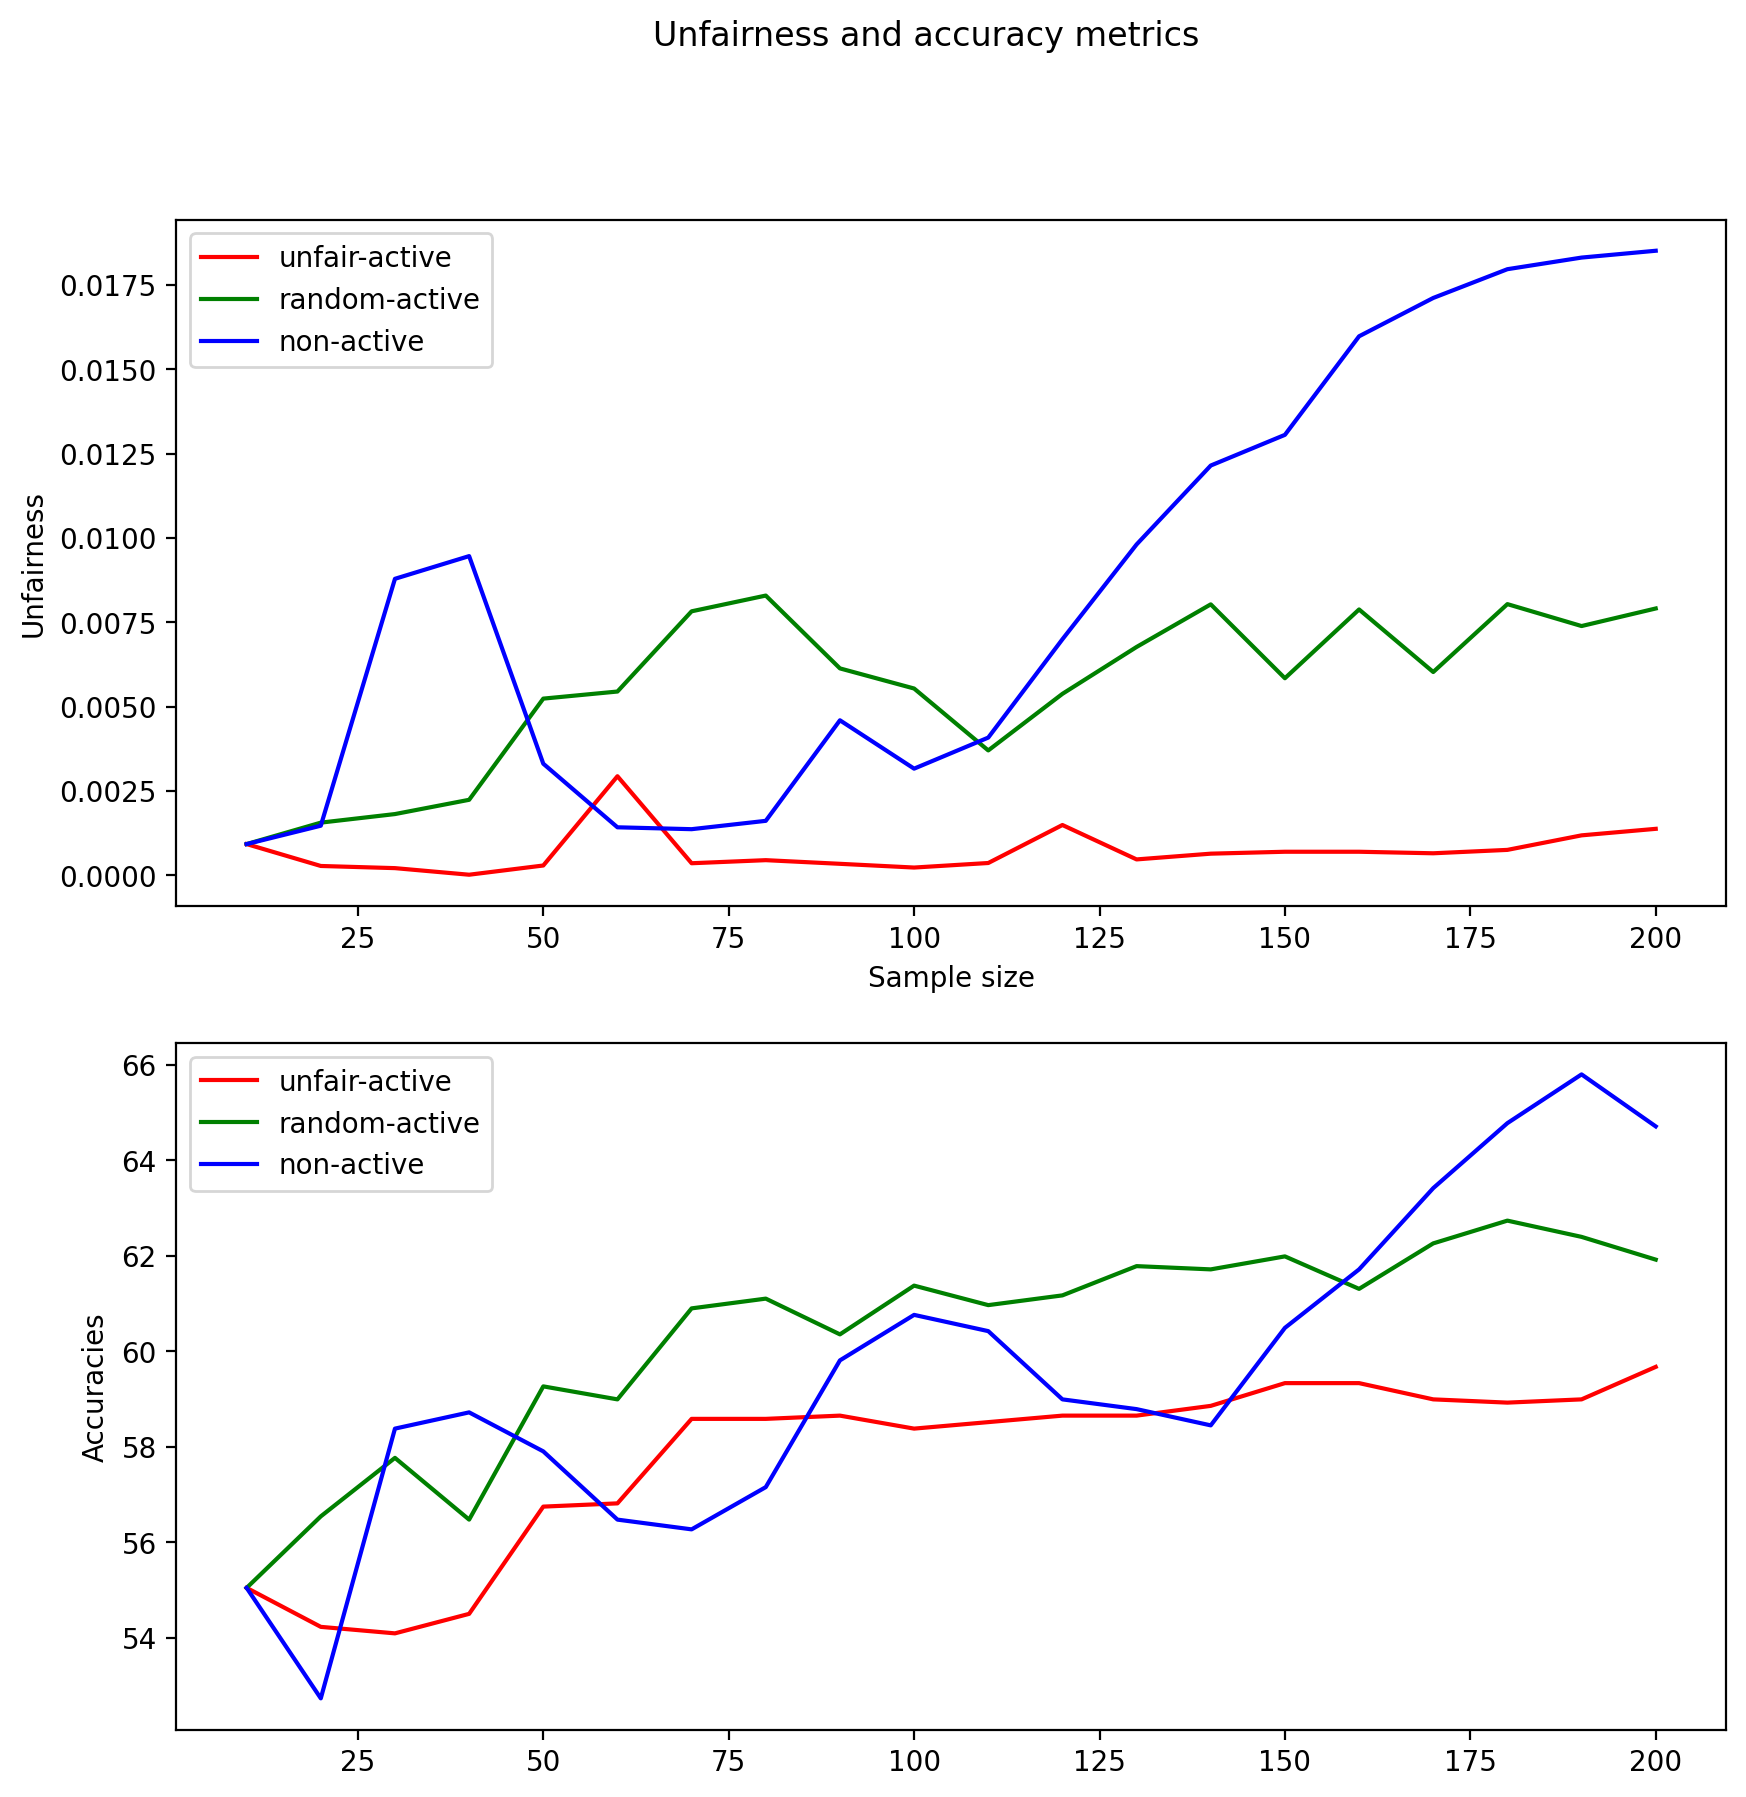 Unfairness and accuracy metrics
unfair-active
random-active
non-active
0.0175
0.0150
0.0125
0.0100
0.0075
0.0050
0.0025
0.0000
Unfairness
25 50 75 100 125 150 175 200
Sample size
unfair-active
random-active
non-active
66
64
62
60
58
56
54
Accuracies
25 50 75 100 125 150 175 200